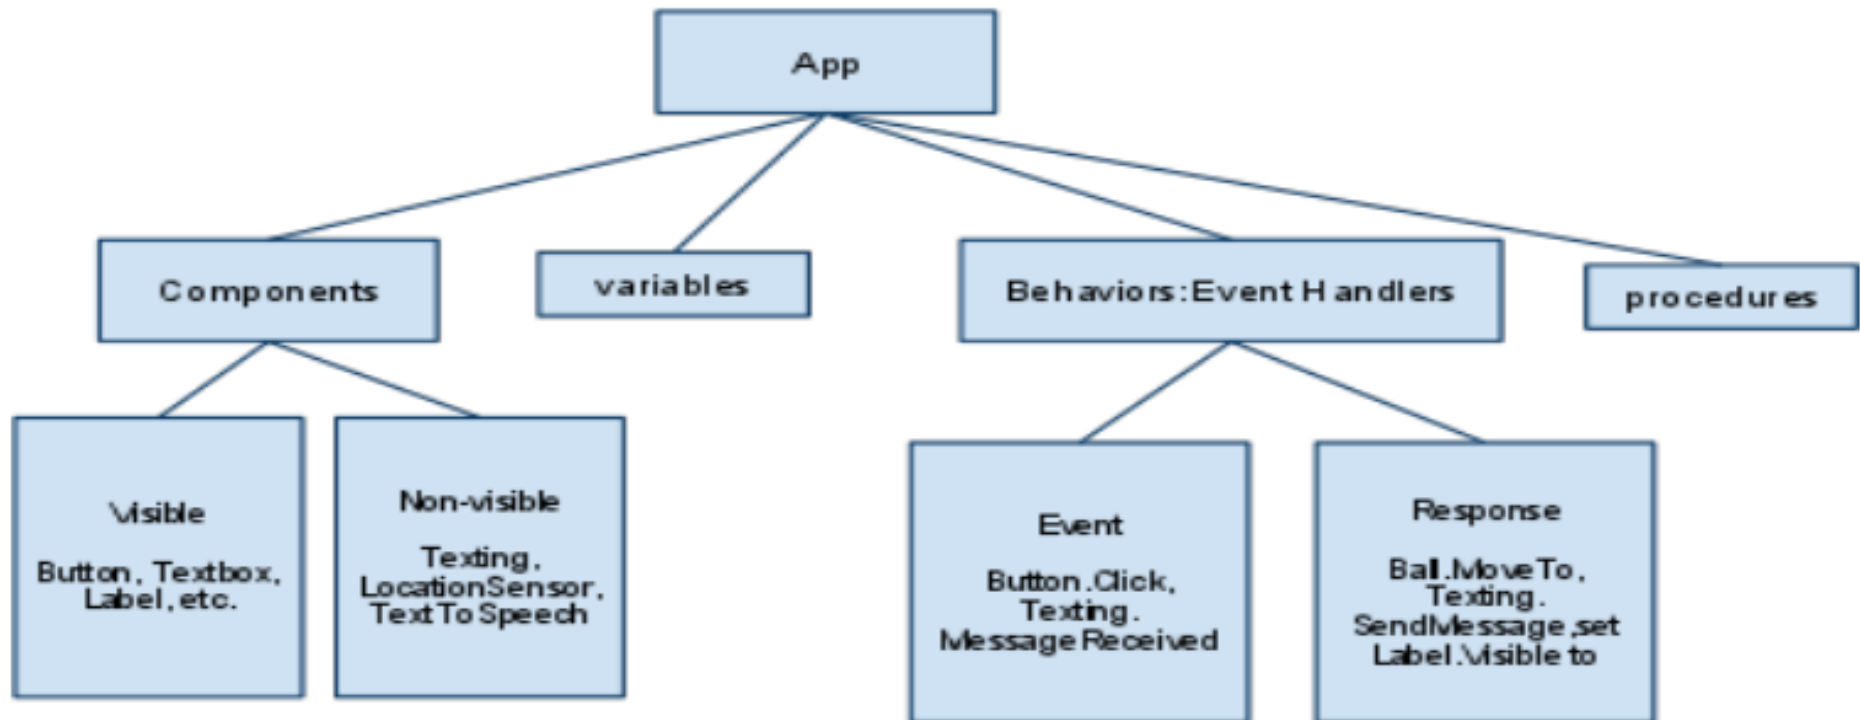 App
Components
variables
Behaviors:Event Handlers
procedures
Visible
Button, Textbox,
Label,etc.
Non-visible
Texting,
LocationSensor,
TextToSpeech
Event
Button.Click,
Texting.
MessageReceived
Response
Ball.MoveTo,
Texting.
SendMessage,set
Label.Visible to